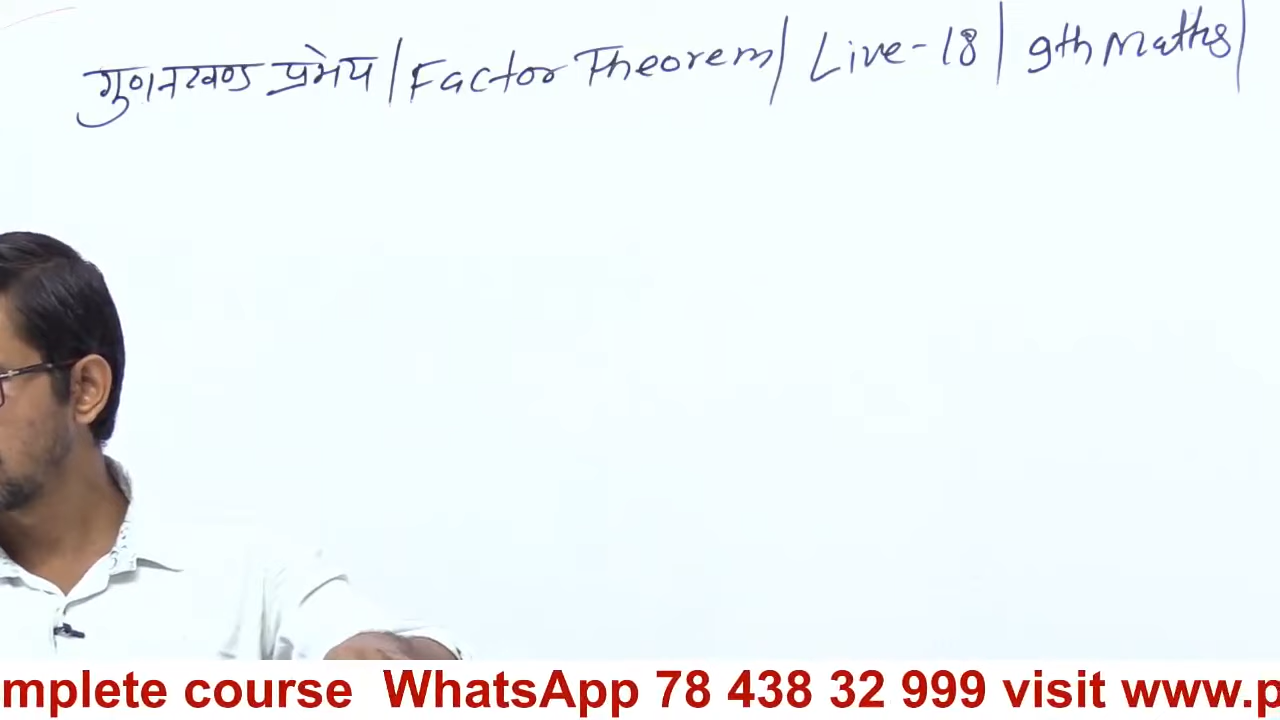 गुणनखण्ड प्रमेय / Factor Theorem / Live-18 / 9th Maths /
mplete course WhatsApp 78 438 32 999 visit www.p